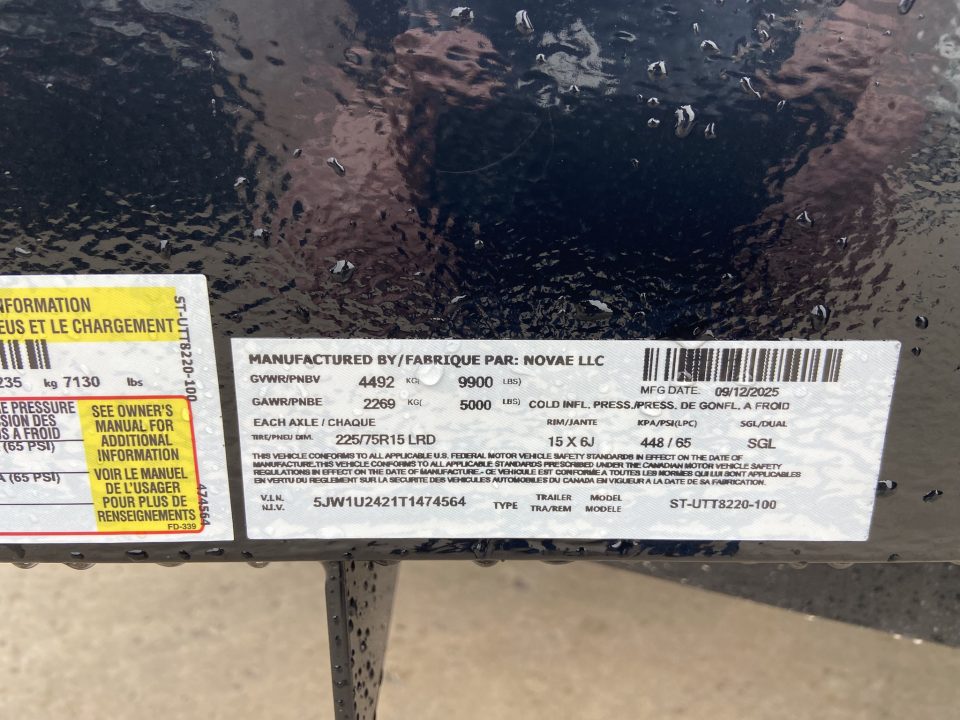 NFORMATION
EUS ET LE CHARGEMENT
235 kg 7130 lbs
E PRESSURE
SION DES
S A FROID
(65 PSI)
A (65 PSI)
SEE OWNER'S
MANUAL FOR
ADDITIONAL
INFORMATION
VOIR LE MANUEL
DE L'USAGER
POUR PLUS DE
RENSEIGNEMENTS
FD-339
ST-UTT8220-100
474564
MANUFACTURED BY/FABRIQUE PAR: NOVAE LLC
GVWR/PNBV 4492 KG( 9900 LBS)
MFG DATE: 09/12/2025
GAWR/PNBE 2269 KG( 5000 LBS) COLD INFL. PRESS./PRESS. DE GONFL. A FROID
EACH AXLE / CHAQUE RIM/JANTE KPA/PSI(LPC) SGL/DUAL
TIRE/PNEU DIM. 225/75R15 LRD 15 X 6J 448 / 65 SGL
THIS VEHICLE CONFORMS TO ALL APPLICABLE U.S. FEDERAL MOTOR VEHICLE SAFETY STANDARDS IN EFFECT ON THE DATE OF
MANUFACTURE.THIS VEHICLE CONFORMS TO ALL APPLICABLE STANDARDS PRESCRIBED UNDER THE CANADIAN MOTOR VEHICLE SAFETY
REGULATIONS IN EFFECT ON THE DATE OF MANUFACTURE.- CE VEHICULE EST CONFORME A TOUTES LES NORMES QUI LUI SONT APPLICABLES
EN VERTU DU REGLEMENT SUR LA SECURITE DES VEHICULES AUTOMOBILES DU CANADA EN VIGUEUR A LA DATE DE SA FABRICATION.
V.I.N. 5JW1U2421T1474564 TYPE TRAILER MODEL ST-UTT8220-100
N.I.V. TRA/REM MODELE